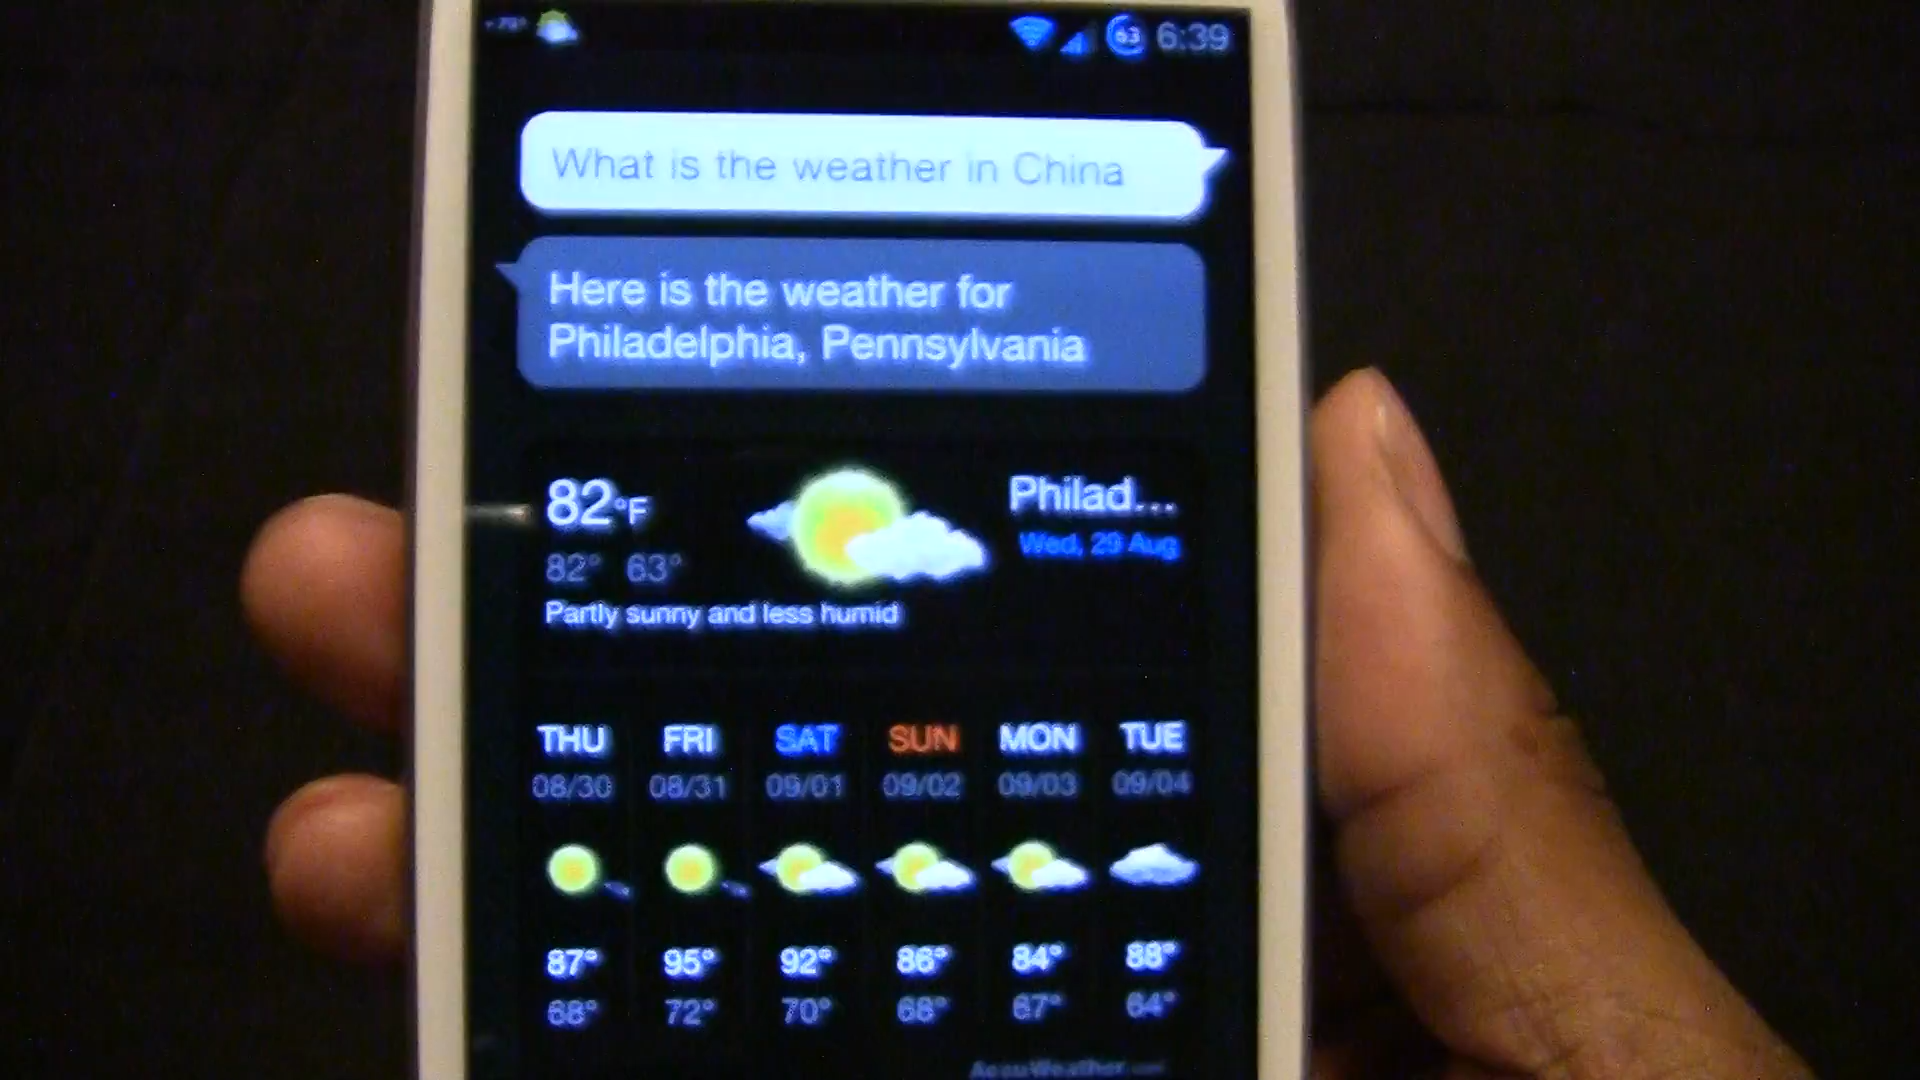 63 6:39
What is the weather in China
Here is the weather for
Philadelphia, Pennsylvania
82°F
Philad...
Wed, 29 Aug
82° 63°
Partly sunny and less humid
THU FRI SAT SUN MON TUE
08/30 08/31 09/01 09/02 09/03 09/04
87° 95° 92° 86° 84° 88°
68° 72° 70° 68° 67° 64°
AccuWeather.com